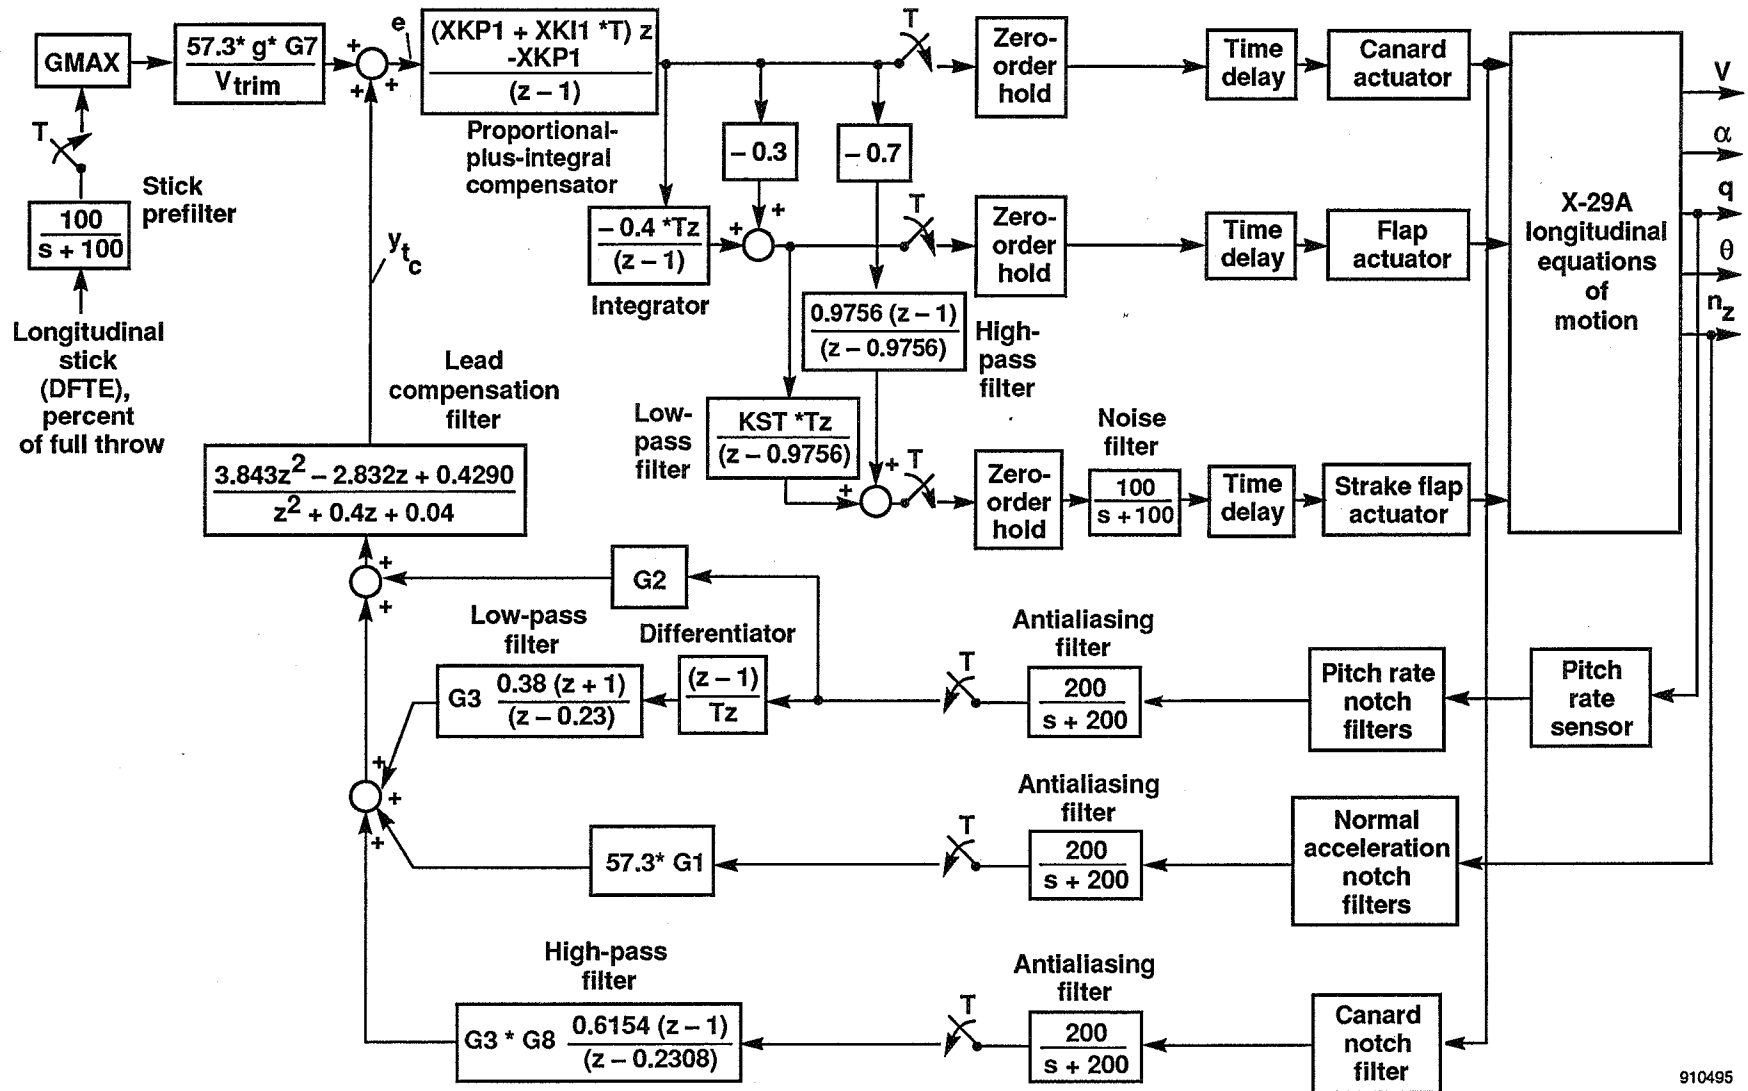 GMAX
57.3* g* G7
Vtrim
+
+
+
e
(XKP1 + XKI1 *T) z
-XKP1
(z – 1)
Proportional-
plus-integral
compensator
T
Zero-
order
hold
Time
delay
Canard
actuator
T
Stick
prefilter
100
s + 100
Longitudinal
stick
(DFTE),
percent
of full throw
ytc
– 0.3
– 0.7
– 0.4 *Tz
(z – 1)
Integrator
+
+
T
Zero-
order
hold
Time
delay
Flap
actuator
0.9756 (z – 1)
(z – 0.9756)
High-
pass
filter
Low-
pass
filter
KST *Tz
(z – 0.9756)
+
+
T
Zero-
order
hold
Noise
filter
100
s + 100
Time
delay
Strake flap
actuator
X-29A
longitudinal
equations
of
motion
V
α
q
θ
nz
Lead
compensation
filter
3.843z2 – 2.832z + 0.4290
z2 + 0.4z + 0.04
+
+
G2
Low-pass
filter
G3 0.38 (z + 1)
(z – 0.23)
Differentiator
(z – 1)
Tz
T
Antialiasing
filter
200
s + 200
Pitch rate
notch
filters
Pitch
rate
sensor
+
+
+
57.3* G1
T
Antialiasing
filter
200
s + 200
Normal
acceleration
notch
filters
High-pass
filter
G3 * G8 0.6154 (z – 1)
(z – 0.2308)
T
Antialiasing
filter
200
s + 200
Canard
notch
filter
910495